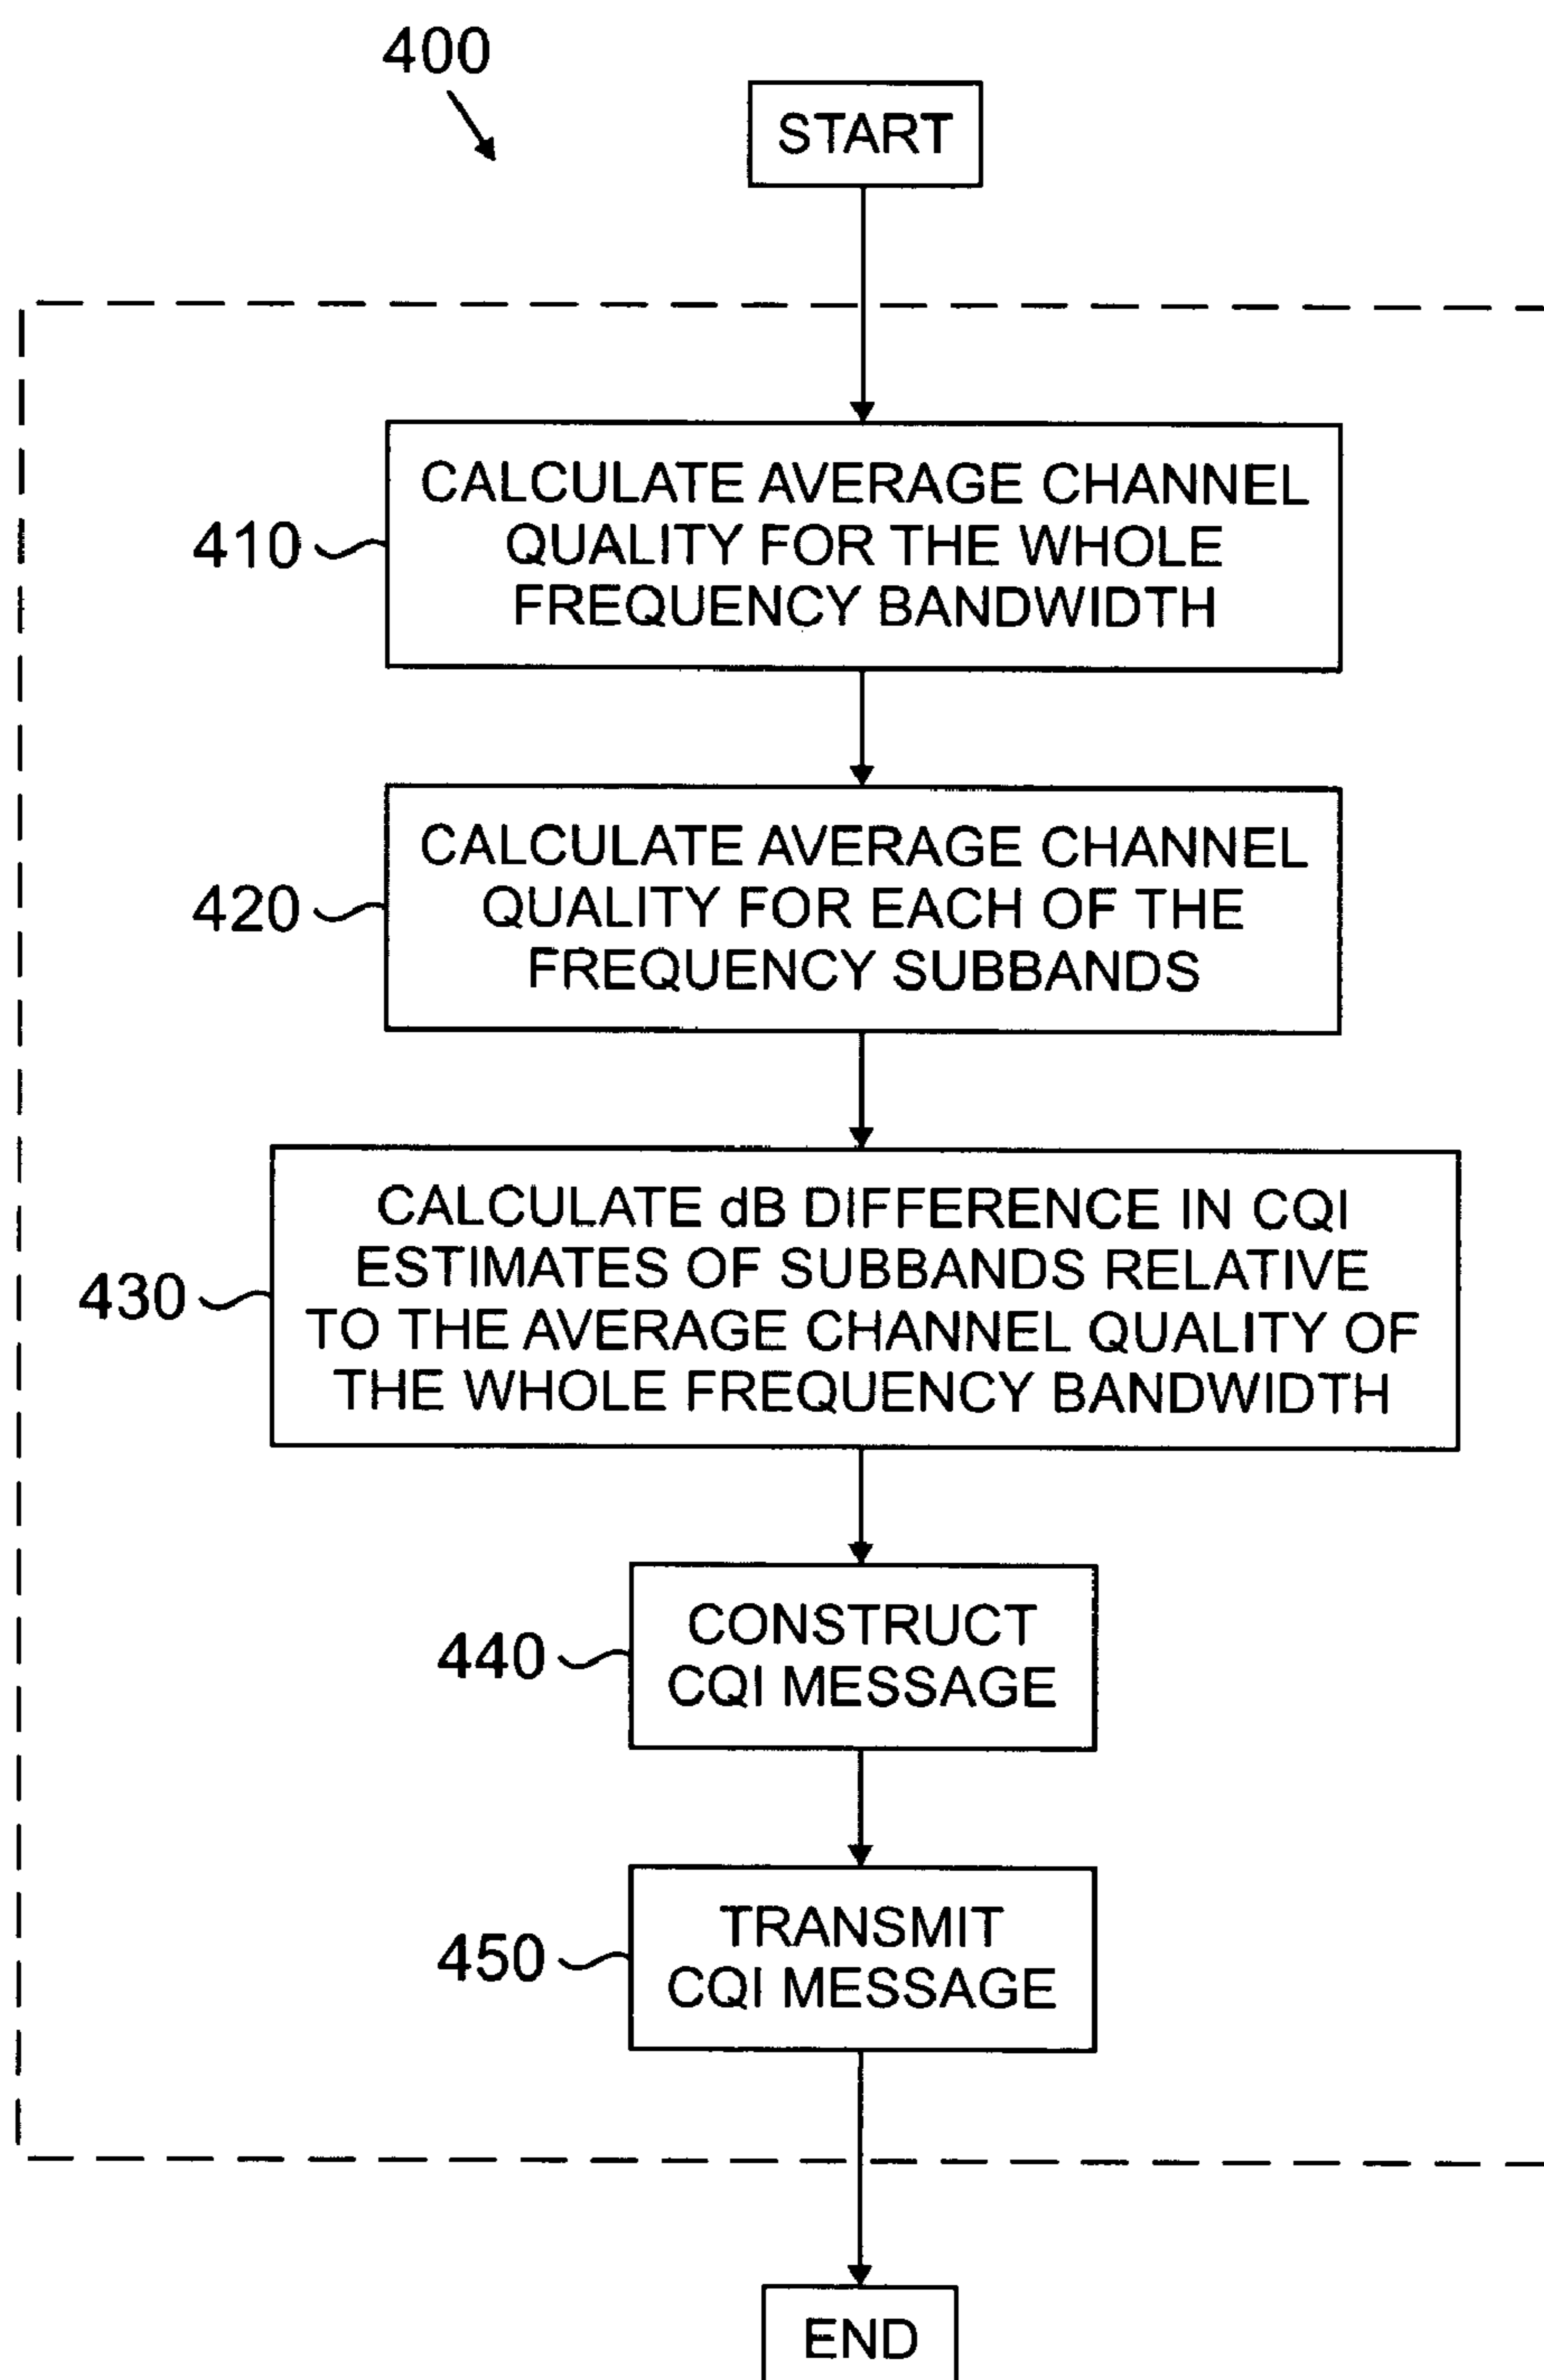 400
START
410
CALCULATE AVERAGE CHANNEL
QUALITY FOR THE WHOLE
FREQUENCY BANDWIDTH
420
CALCULATE AVERAGE CHANNEL
QUALITY FOR EACH OF THE
FREQUENCY SUBBANDS
430
CALCULATE dB DIFFERENCE IN CQI
ESTIMATES OF SUBBANDS RELATIVE
TO THE AVERAGE CHANNEL QUALITY OF
THE WHOLE FREQUENCY BANDWIDTH
440
CONSTRUCT
CQI MESSAGE
450
TRANSMIT
CQI MESSAGE
END